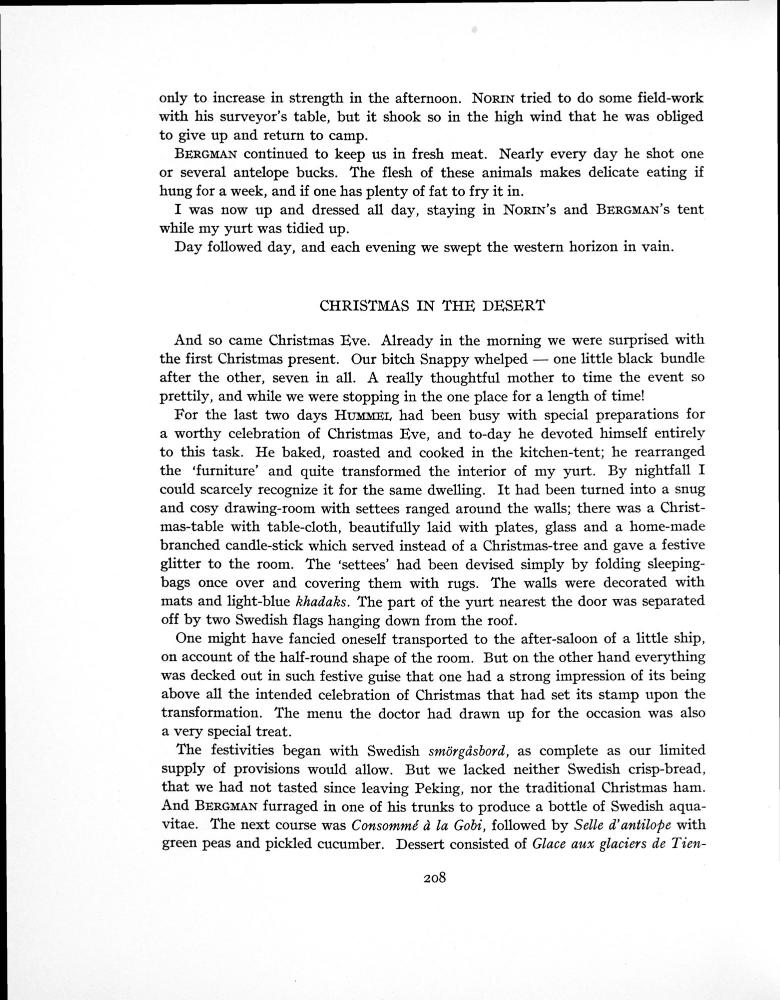 only to increase in strength in the afternoon. NORIN tried to do some field-work
with his surveyor's table, but it shook so in the high wind that he was obliged
to give up and return to camp.
BERGMAN continued to keep us in fresh meat. Nearly every day he shot one
or several antelope bucks. The flesh of these animals makes delicate eating if
hung for a week, and if one has plenty of fat to fry it in.
I was now up and dressed all day, staying in NORIN's and BERGMAN's tent
while my yurt was tidied up.
Day followed day, and each evening we swept the western horizon in vain.
CHRISTMAS IN THE DESERT
And so came Christmas Eve. Already in the morning we were surprised with
the first Christmas present. Our bitch Snappy whelped — one little black bundle
after the other, seven in all. A really thoughtful mother to time the event so
prettily, and while we were stopping in the one place for a length of time!
For the last two days HUMMEL had been busy with special preparations for
a worthy celebration of Christmas Eve, and to-day he devoted himself entirely
to this task. He baked, roasted and cooked in the kitchen-tent; he rearranged
the 'furniture' and quite transformed the interior of my yurt. By nightfall I
could scarcely recognize it for the same dwelling. It had been turned into a snug
and cosy drawing-room with settees ranged around the walls; there was a Christ-
mas-table with table-cloth, beautifully laid with plates, glass and a home-made
branched candle-stick which served instead of a Christmas-tree and gave a festive
glitter to the room. The 'settees' had been devised simply by folding sleeping-
bags once over and covering them with rugs. The walls were decorated with
mats and light-blue khadaks. The part of the yurt nearest the door was separated
off by two Swedish flags hanging down from the roof.
One might have fancied oneself transported to the after-saloon of a little ship,
on account of the half-round shape of the room. But on the other hand everything
was decked out in such festive guise that one had a strong impression of its being
above all the intended celebration of Christmas that had set its stamp upon the
transformation. The menu the doctor had drawn up for the occasion was also
a very special treat.
The festivities began with Swedish smörgåsbord, as complete as our limited
supply of provisions would allow. But we lacked neither Swedish crisp-bread,
that we had not tasted since leaving Peking, nor the traditional Christmas ham.
And BERGMAN furraged in one of his trunks to produce a bottle of Swedish aqua-
vitae. The next course was Consommé à la Gobi, followed by Selle d'antilope with
green peas and pickled cucumber. Dessert consisted of Glace aux glaciers de Tien-
208